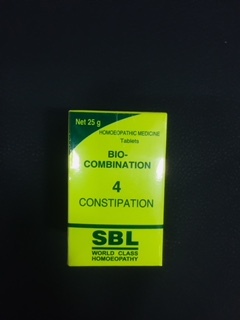 Net 25 g
HOMOEOPATHIC MEDICINE
Tablets
BIO-
COMBINATION
4
CONSTIPATION
SBL
WORLD CLASS
HOMOEOPATHY